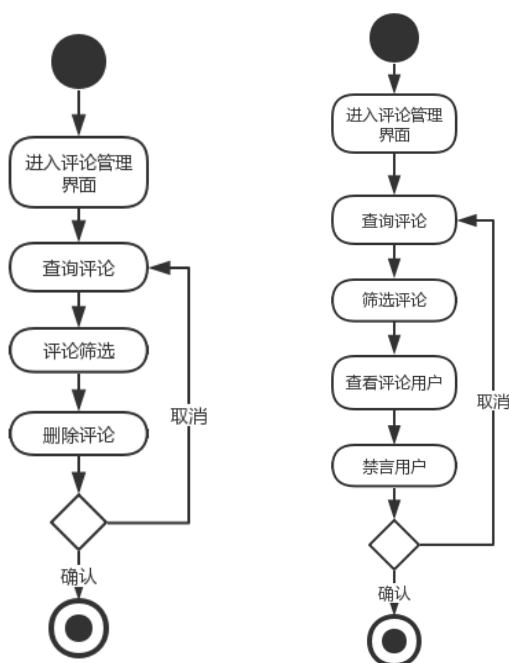 进入评论管理
界面
查询评论
评论筛选
删除评论
取消
确认
进入评论管理
界面
查询评论
筛选评论
查看评论用户
禁言用户
取消
确认